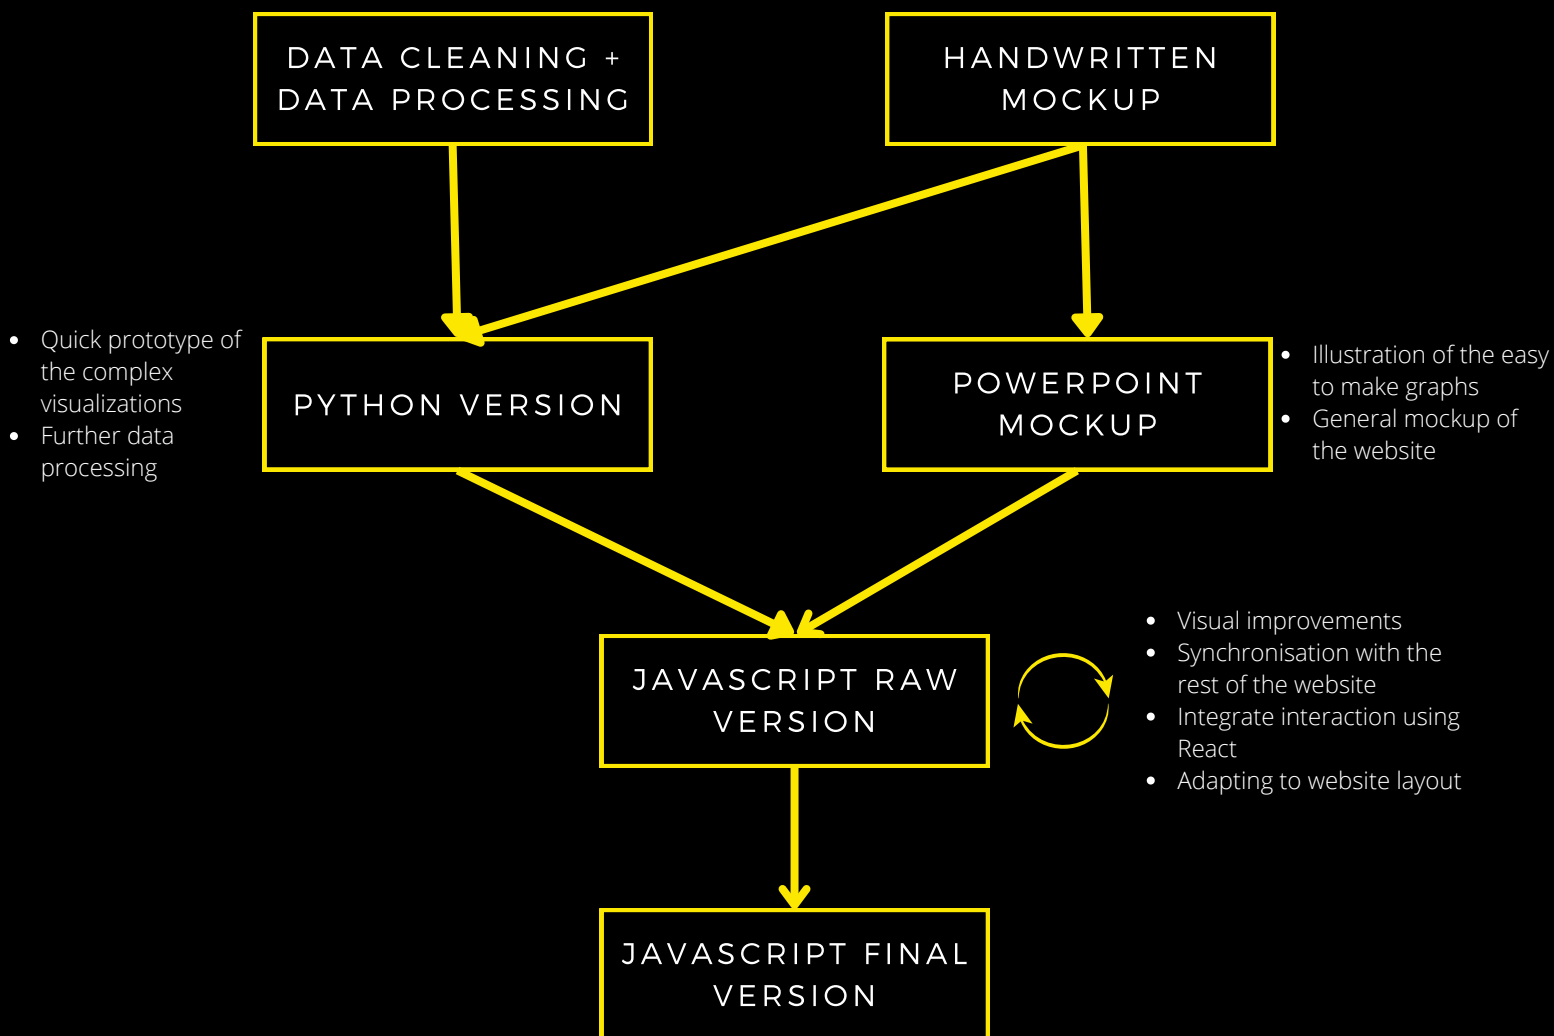 DATA CLEANING +
DATA PROCESSING
HANDWRITTEN
MOCKUP
• Quick prototype of
the complex
visualizations
• Further data
processing
PYTHON VERSION
POWERPOINT
MOCKUP
• Illustration of the easy
to make graphs
• General mockup of
the website
JAVASCRIPT RAW
VERSION
• Visual improvements
• Synchronisation with the
rest of the website
• Integrate interaction using
React
• Adapting to website layout
JAVASCRIPT FINAL
VERSION